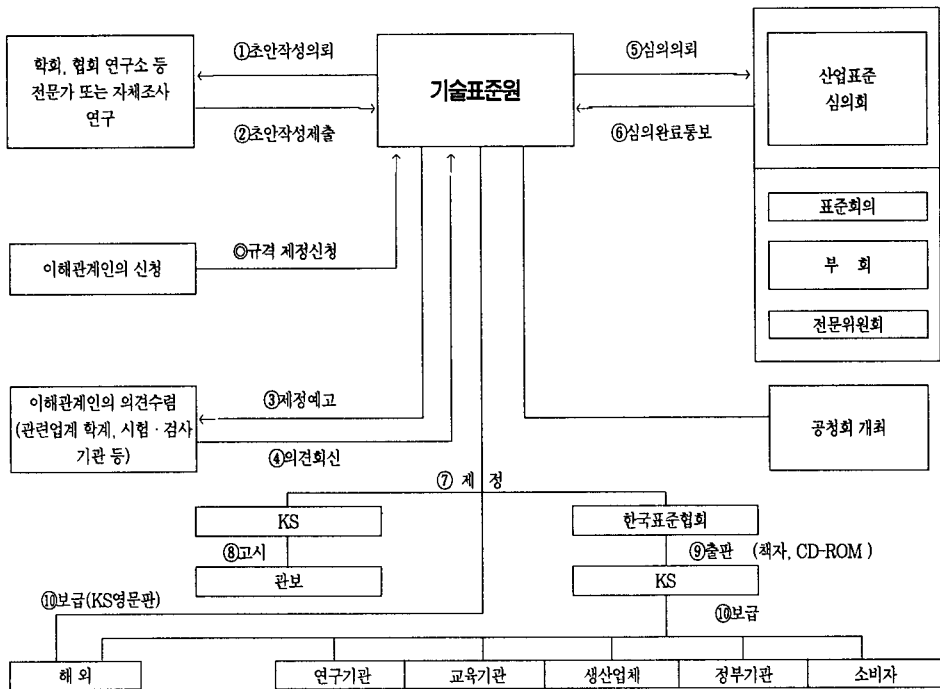 ①초안작성의뢰
⑤심의의뢰
학회, 협회 연구소 등
전문가 또는 자체조사
연구
기술표준원
산업표준
심의회
②초안작성제출
⑥심의완료통보
표준회의
◎규격 제정신청
이해관계인의 신청
부 회
전문위원회
③제정예고
이해관계인의 의견수렴
(관련업계 학계, 시험·검사
기관 등)
④의견회신
공청회 개최
⑦ 제 정
KS
한국표준협회
⑧고시
⑨출판 (책자, CD-ROM )
관보
KS
⑩보급(KS영문판)
⑩보급
해 외
연구기관
교육기관
생산업체
정부기관
소비자